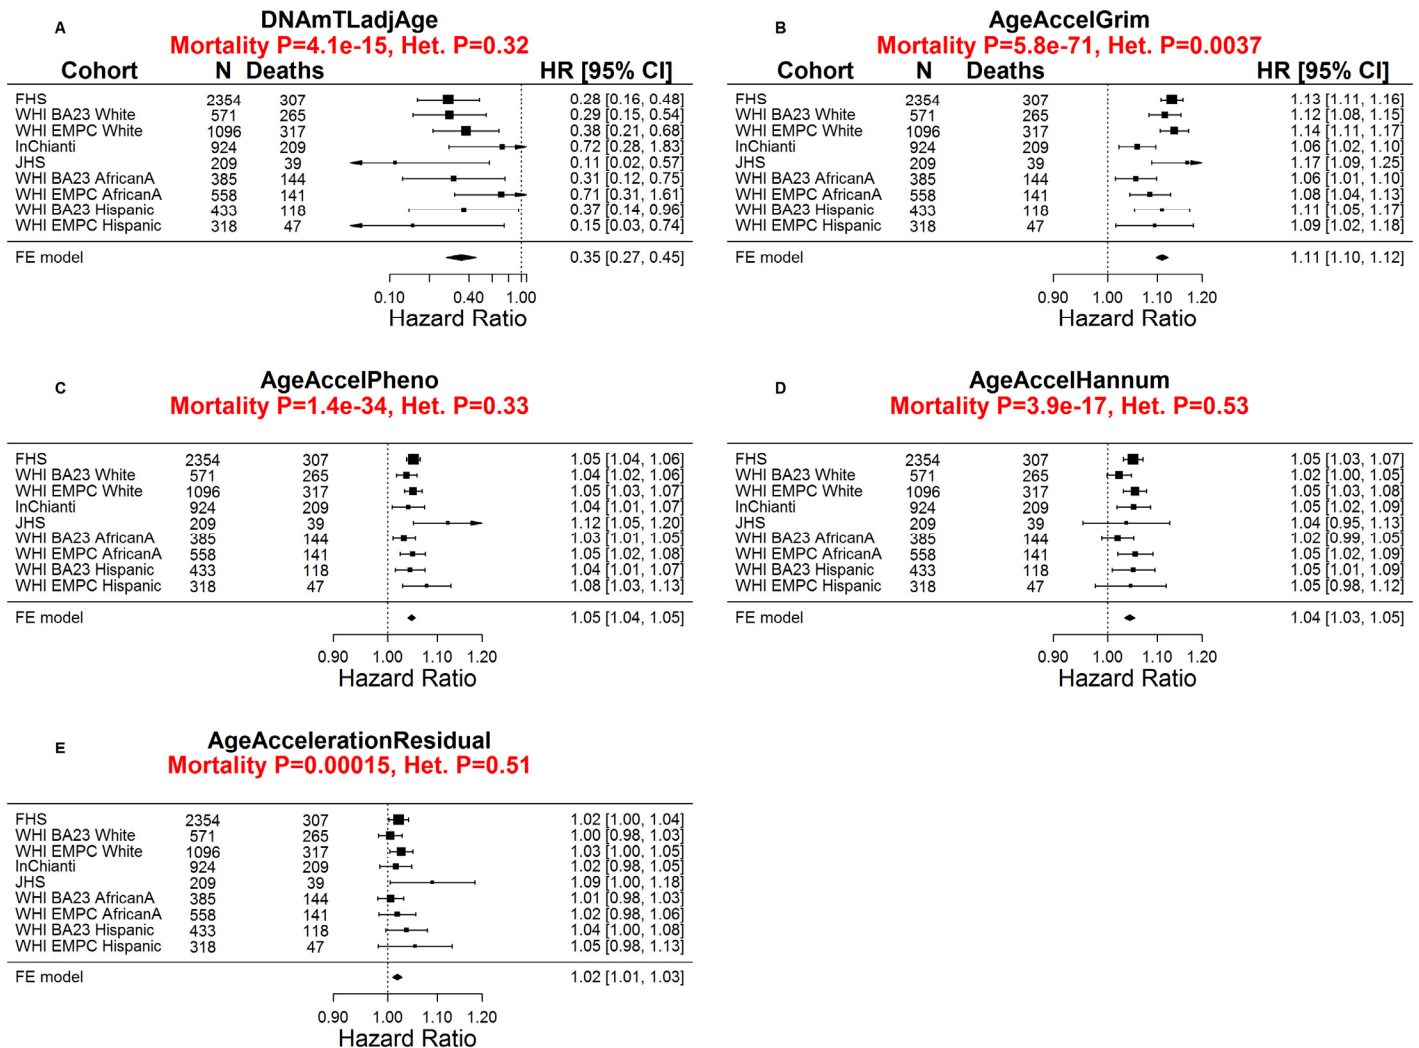 A
DNAmTLadjAge
Mortality P=4.1e-15, Het. P=0.32
Cohort N Deaths HR [95% CI]
FHS 2354 307 0.28 [0.16, 0.48]
WHI BA23 White 571 265 0.29 [0.15, 0.54]
WHI EMPC White 1096 317 0.38 [0.21, 0.68]
InChianti 924 209 0.72 [0.28, 1.83]
JHS 209 39 0.11 [0.02, 0.57]
WHI BA23 AfricanA 385 144 0.31 [0.12, 0.75]
WHI EMPC AfricanA 558 141 0.71 [0.31, 1.61]
WHI BA23 Hispanic 433 118 0.37 [0.14, 0.96]
WHI EMPC Hispanic 318 47 0.15 [0.03, 0.74]
FE model 0.35 [0.27, 0.45]
0.10 0.40 1.00
Hazard Ratio
B
AgeAccelGrim
Mortality P=5.8e-71, Het. P=0.0037
Cohort N Deaths HR [95% CI]
FHS 2354 307 1.13 [1.11, 1.16]
WHI BA23 White 571 265 1.12 [1.08, 1.15]
WHI EMPC White 1096 317 1.14 [1.11, 1.17]
InChianti 924 209 1.06 [1.02, 1.10]
JHS 209 39 1.17 [1.09, 1.25]
WHI BA23 AfricanA 385 144 1.06 [1.01, 1.10]
WHI EMPC AfricanA 558 141 1.08 [1.04, 1.13]
WHI BA23 Hispanic 433 118 1.11 [1.05, 1.17]
WHI EMPC Hispanic 318 47 1.09 [1.02, 1.18]
FE model 1.11 [1.10, 1.12]
0.90 1.00 1.10 1.20
Hazard Ratio
C
AgeAccelPheno
Mortality P=1.4e-34, Het. P=0.33
FHS 2354 307 1.05 [1.04, 1.06]
WHI BA23 White 571 265 1.04 [1.02, 1.06]
WHI EMPC White 1096 317 1.05 [1.03, 1.07]
InChianti 924 209 1.04 [1.01, 1.07]
JHS 209 39 1.12 [1.05, 1.20]
WHI BA23 AfricanA 385 144 1.03 [1.01, 1.05]
WHI EMPC AfricanA 558 141 1.05 [1.02, 1.08]
WHI BA23 Hispanic 433 118 1.04 [1.01, 1.07]
WHI EMPC Hispanic 318 47 1.08 [1.03, 1.13]
FE model 1.05 [1.04, 1.05]
0.90 1.00 1.10 1.20
Hazard Ratio
D
AgeAccelHannum
Mortality P=3.9e-17, Het. P=0.53
FHS 2354 307 1.05 [1.03, 1.07]
WHI BA23 White 571 265 1.02 [1.00, 1.05]
WHI EMPC White 1096 317 1.05 [1.03, 1.08]
InChianti 924 209 1.05 [1.02, 1.09]
JHS 209 39 1.04 [0.95, 1.13]
WHI BA23 AfricanA 385 144 1.02 [0.99, 1.05]
WHI EMPC AfricanA 558 141 1.05 [1.02, 1.09]
WHI BA23 Hispanic 433 118 1.05 [1.01, 1.09]
WHI EMPC Hispanic 318 47 1.05 [0.98, 1.12]
FE model 1.04 [1.03, 1.05]
0.90 1.00 1.10 1.20
Hazard Ratio
E
AgeAccelerationResidual
Mortality P=0.00015, Het. P=0.51
FHS 2354 307 1.02 [1.00, 1.04]
WHI BA23 White 571 265 1.00 [0.98, 1.03]
WHI EMPC White 1096 317 1.03 [1.00, 1.05]
InChianti 924 209 1.02 [0.98, 1.05]
JHS 209 39 1.09 [1.00, 1.18]
WHI BA23 AfricanA 385 144 1.01 [0.98, 1.03]
WHI EMPC AfricanA 558 141 1.02 [0.98, 1.06]
WHI BA23 Hispanic 433 118 1.04 [1.00, 1.08]
WHI EMPC Hispanic 318 47 1.05 [0.98, 1.13]
FE model 1.02 [1.01, 1.03]
0.90 1.00 1.10 1.20
Hazard Ratio